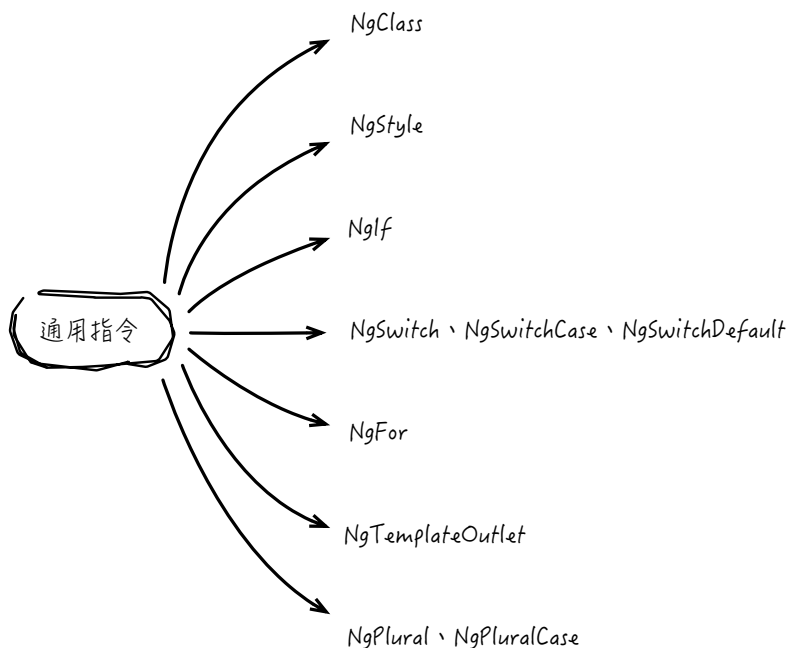 NgClass
NgStyle
NgIf
通用指令
NgSwitch、NgSwitchCase、NgSwitchDefault
NgFor
NgTemplateOutlet
NgPlural、NgPluralCase